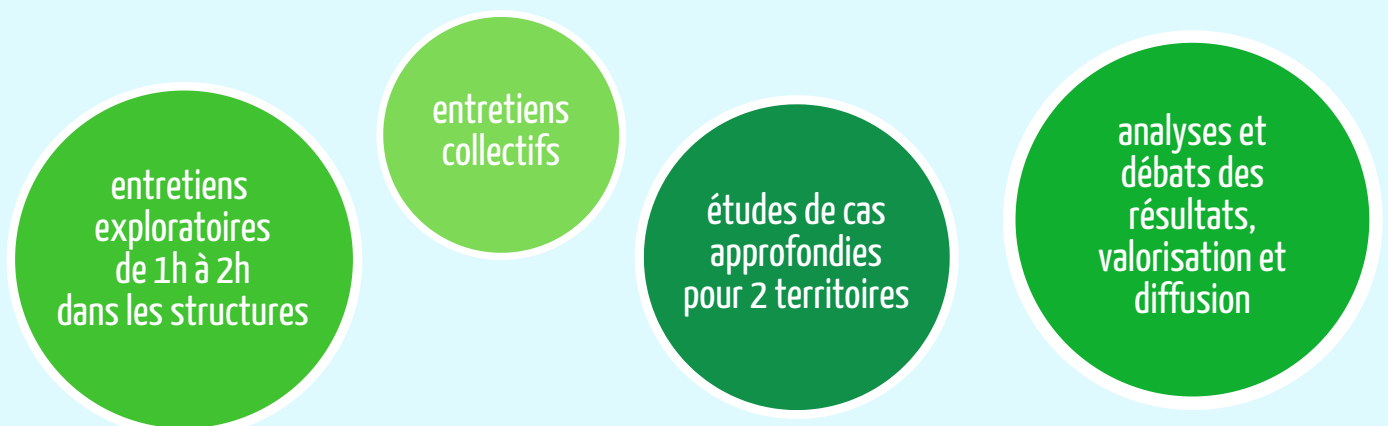 entretiens
exploratoires
de 1h à 2h
dans les structures
entretiens
collectifs
études de cas
approfondies
pour 2 territoires
analyses et
débats des
résultats,
valorisation et
diffusion